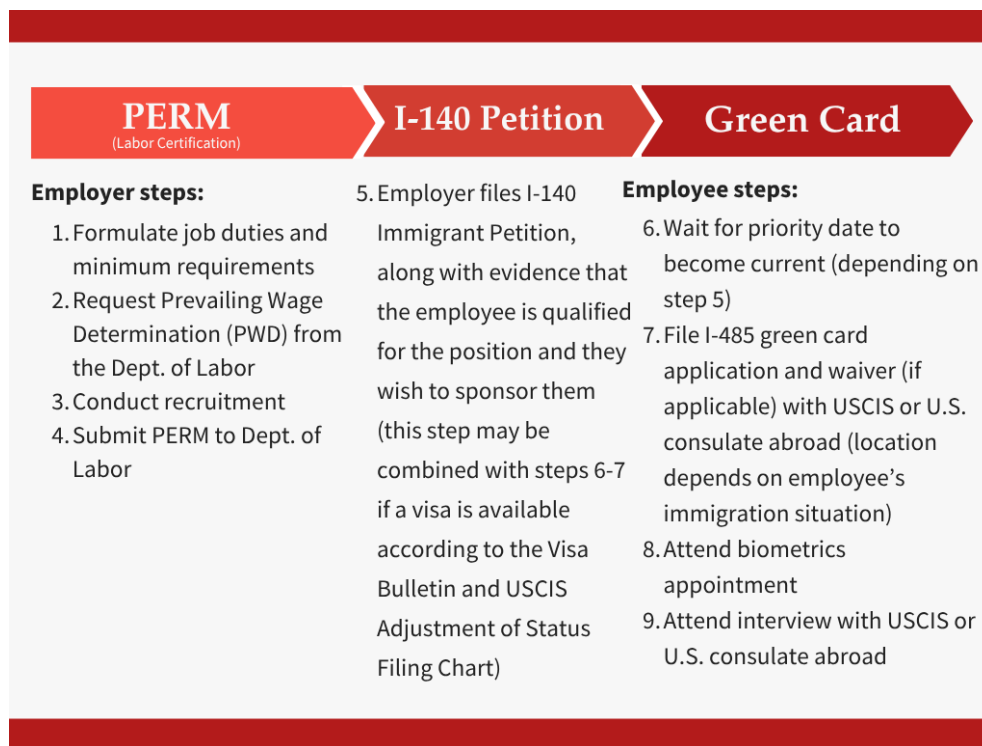 PERM
(Labor Certification)
I-140 Petition
Green Card
Employer steps:
1. Formulate job duties and
minimum requirements
2. Request Prevailing Wage
Determination (PWD) from
the Dept. of Labor
3. Conduct recruitment
4. Submit PERM to Dept. of
Labor
5. Employer files I-140
Immigrant Petition,
along with evidence that
the employee is qualified
for the position and they
wish to sponsor them
(this step may be
combined with steps 6-7
if a visa is available
according to the Visa
Bulletin and USCIS
Adjustment of Status
Filing Chart)
Employee steps:
6. Wait for priority date to
become current (depending on
step 5)
7. File I-485 green card
application and waiver (if
applicable) with USCIS or U.S.
consulate abroad (location
depends on employee’s
immigration situation)
8. Attend biometrics
appointment
9. Attend interview with USCIS or
U.S. consulate abroad